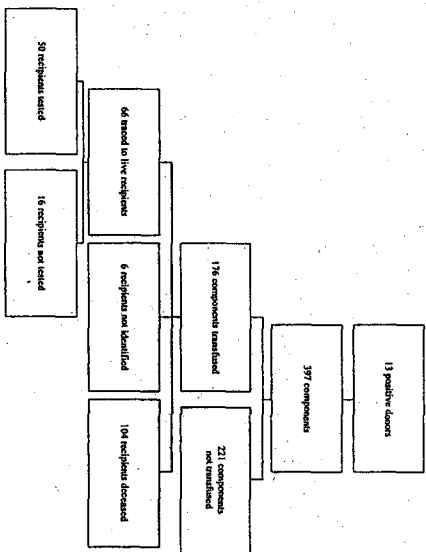 13 positive donors
397 components
176 components transfused
221 components
not transfused
66 traced to live recipients
6 recipients not identified
104 recipients deceased
50 recipients tested
16 recipients not tested